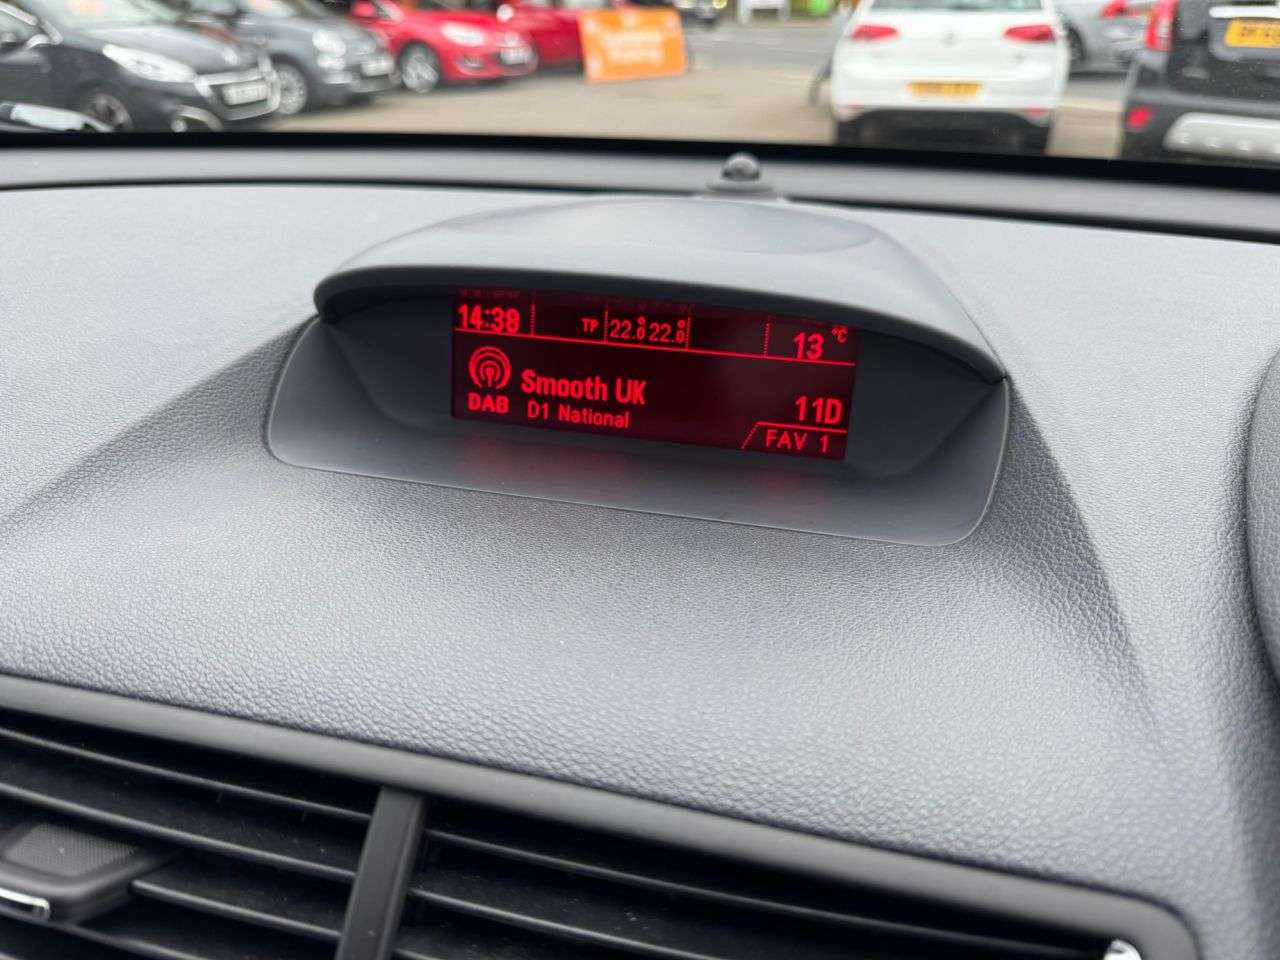 14:38 TP 22.0° 22.0° 13 °C
Smooth UK
DAB D1 National 11D
FAV 1